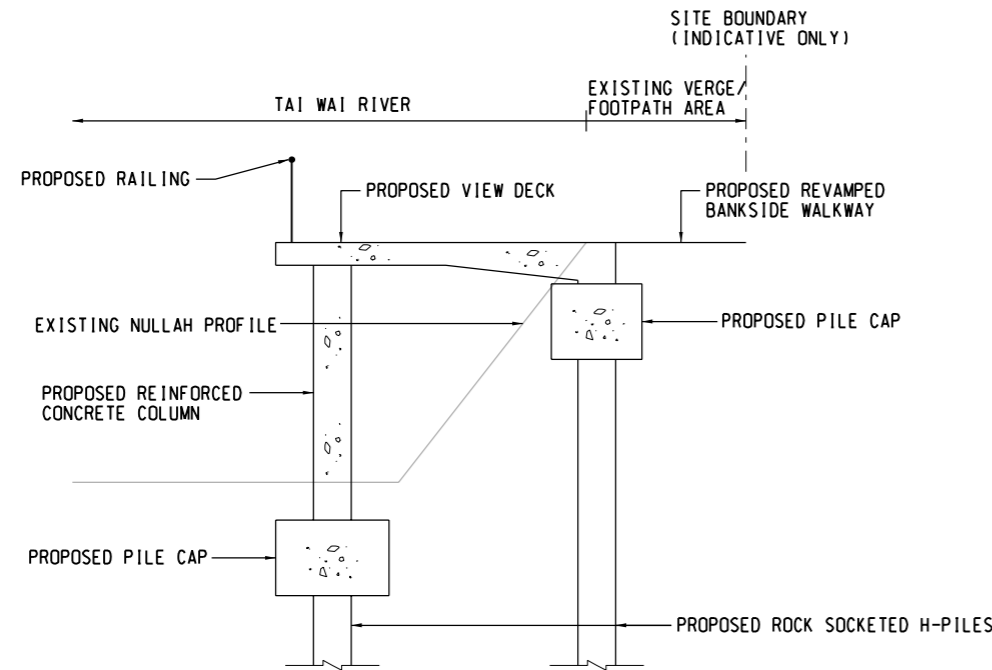 SITE BOUNDARY
(INDICATIVE ONLY)
TAI WAI RIVER
EXISTING VERGE/
FOOTPATH AREA
PROPOSED RAILING
PROPOSED VIEW DECK
PROPOSED REVAMPED
BANKSIDE WALKWAY
EXISTING NULLAH PROFILE
PROPOSED PILE CAP
PROPOSED REINFORCED
CONCRETE COLUMN
PROPOSED PILE CAP
PROPOSED ROCK SOCKETED H-PILES